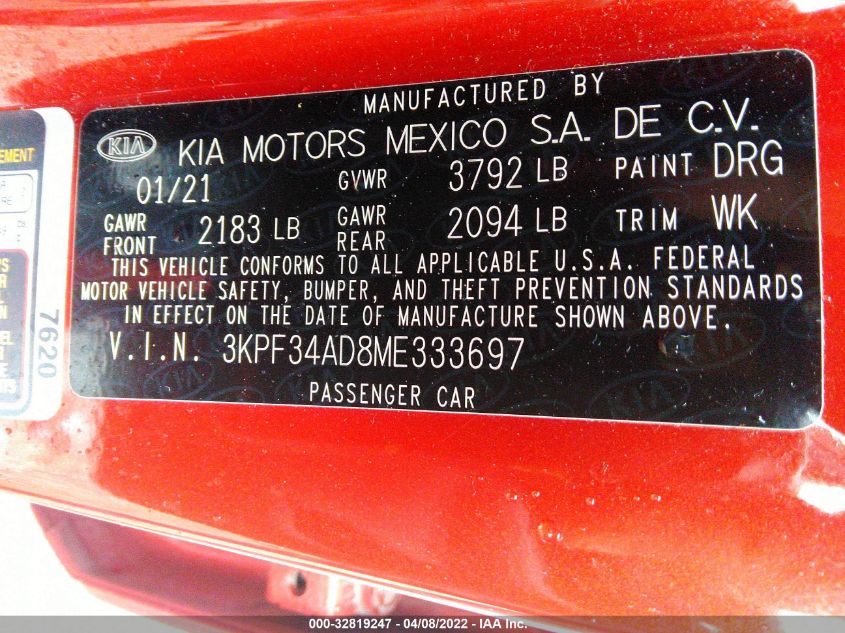 MANUFACTURED BY
KIA KIA MOTORS MEXICO S.A. DE C.V.
01/21 GVWR 3792 LB PAINT DRG
GAWR FRONT 2183 LB GAWR REAR 2094 LB TRIM WK
THIS VEHICLE CONFORMS TO ALL APPLICABLE U.S.A. FEDERAL
MOTOR VEHICLE SAFETY, BUMPER, AND THEFT PREVENTION STANDARDS
IN EFFECT ON THE DATE OF MANUFACTURE SHOWN ABOVE.
V.I.N. 3KPF34AD8ME333697
PASSENGER CAR
7620
000-32819247 - 04/08/2022 - IAA Inc.